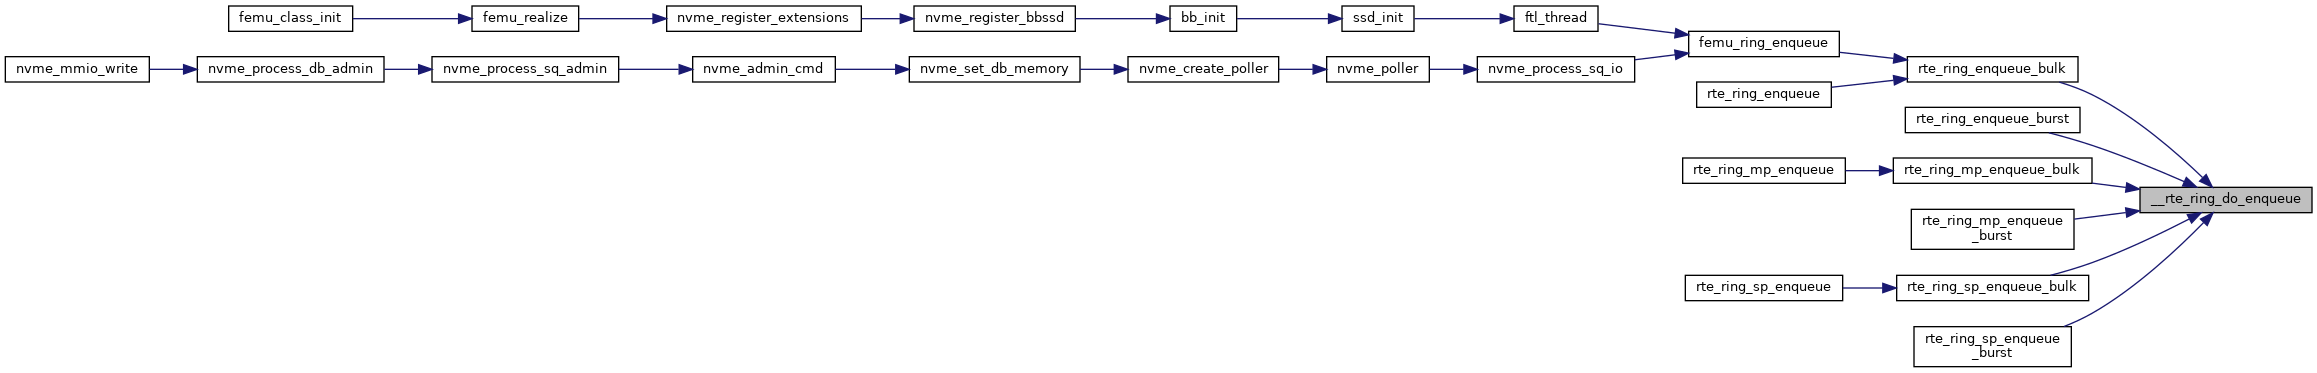 femu_class_init
femu_realize
nvme_register_extensions
nvme_register_bbssd
bb_init
ssd_init
ftl_thread
femu_ring_enqueue
nvme_mmio_write
nvme_process_db_admin
nvme_process_sq_admin
nvme_admin_cmd
nvme_set_db_memory
nvme_create_poller
nvme_poller
nvme_process_sq_io
rte_ring_enqueue_bulk
rte_ring_enqueue
rte_ring_enqueue_burst
rte_ring_mp_enqueue
rte_ring_mp_enqueue_bulk
__rte_ring_do_enqueue
rte_ring_mp_enqueue
_burst
rte_ring_sp_enqueue
rte_ring_sp_enqueue_bulk
rte_ring_sp_enqueue
_burst